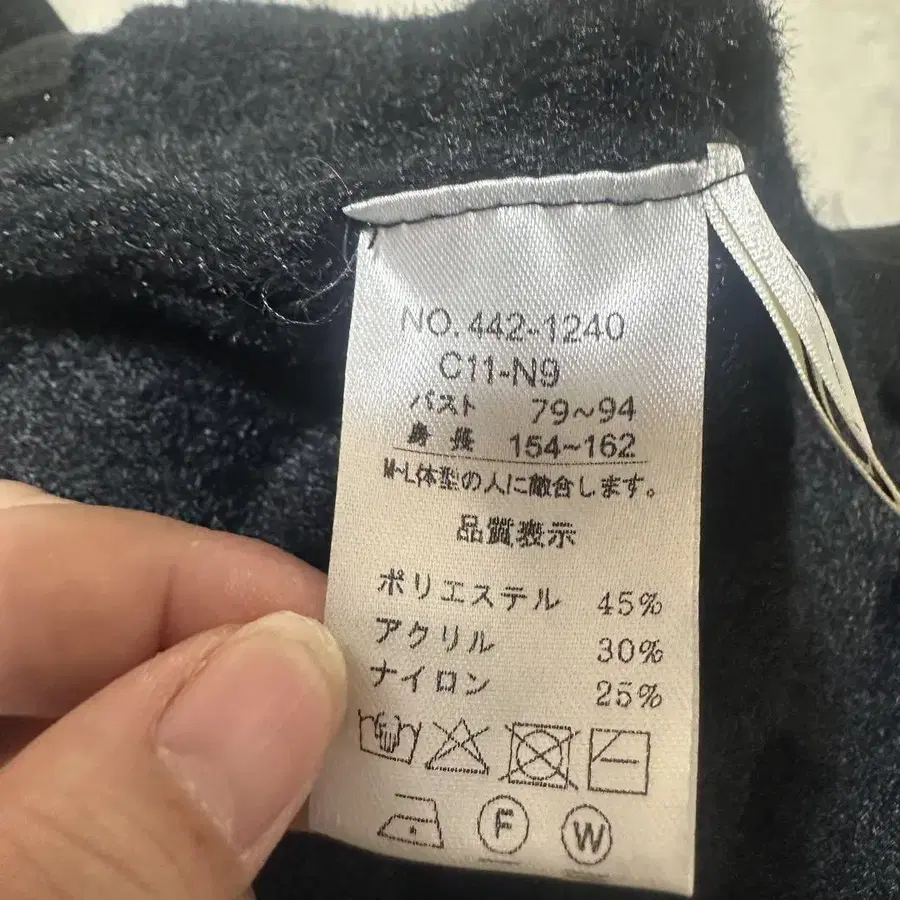 NO.442-1240
C11-N9
バスト 79~94
身長 154~162
M~L体型の人に敵合します。
品質表示
ポリエステル 45%
アクリル 30%
ナイロン 25%
F W